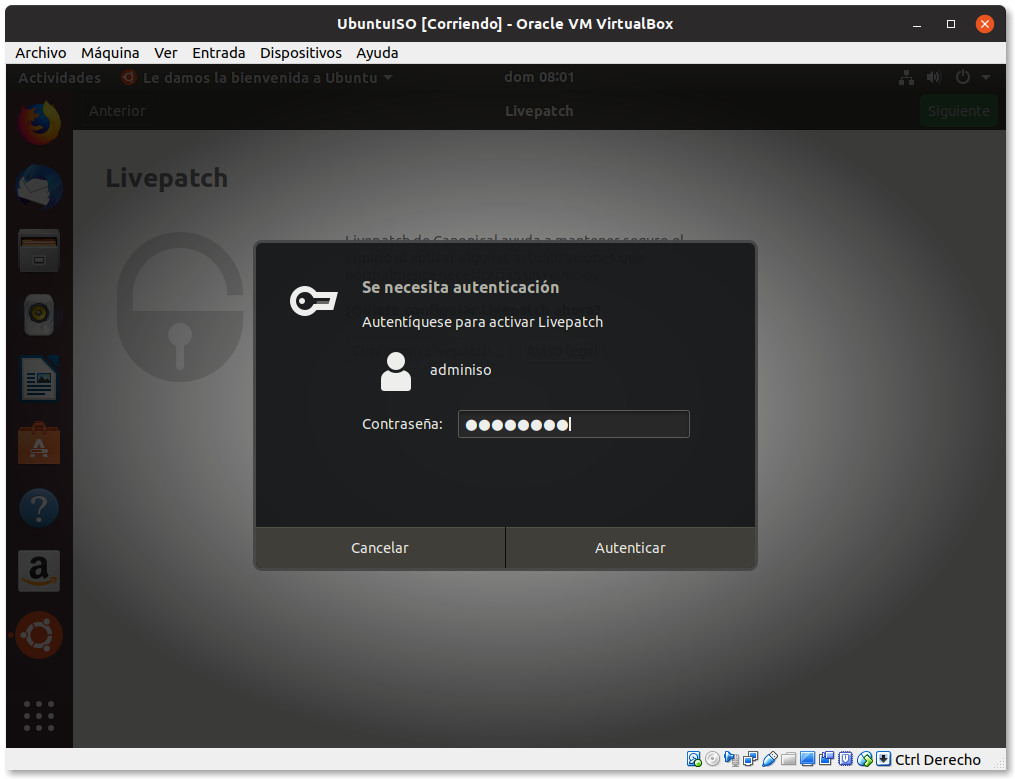 UbuntuISO [Corriendo] - Oracle VM VirtualBox
Archivo Máquina Ver Entrada Dispositivos Ayuda
Actividades Le damos la bienvenida a Ubuntu dom 08:01
Anterior Livepatch Siguiente
Livepatch
Livepatch de Canonical ayuda a mantener seguro el
Se necesita autenticación
Autentíquese para activar Livepatch
adminiso
Contraseña: ●●●●●●●●
Cancelar Autenticar
Ctrl Derecho